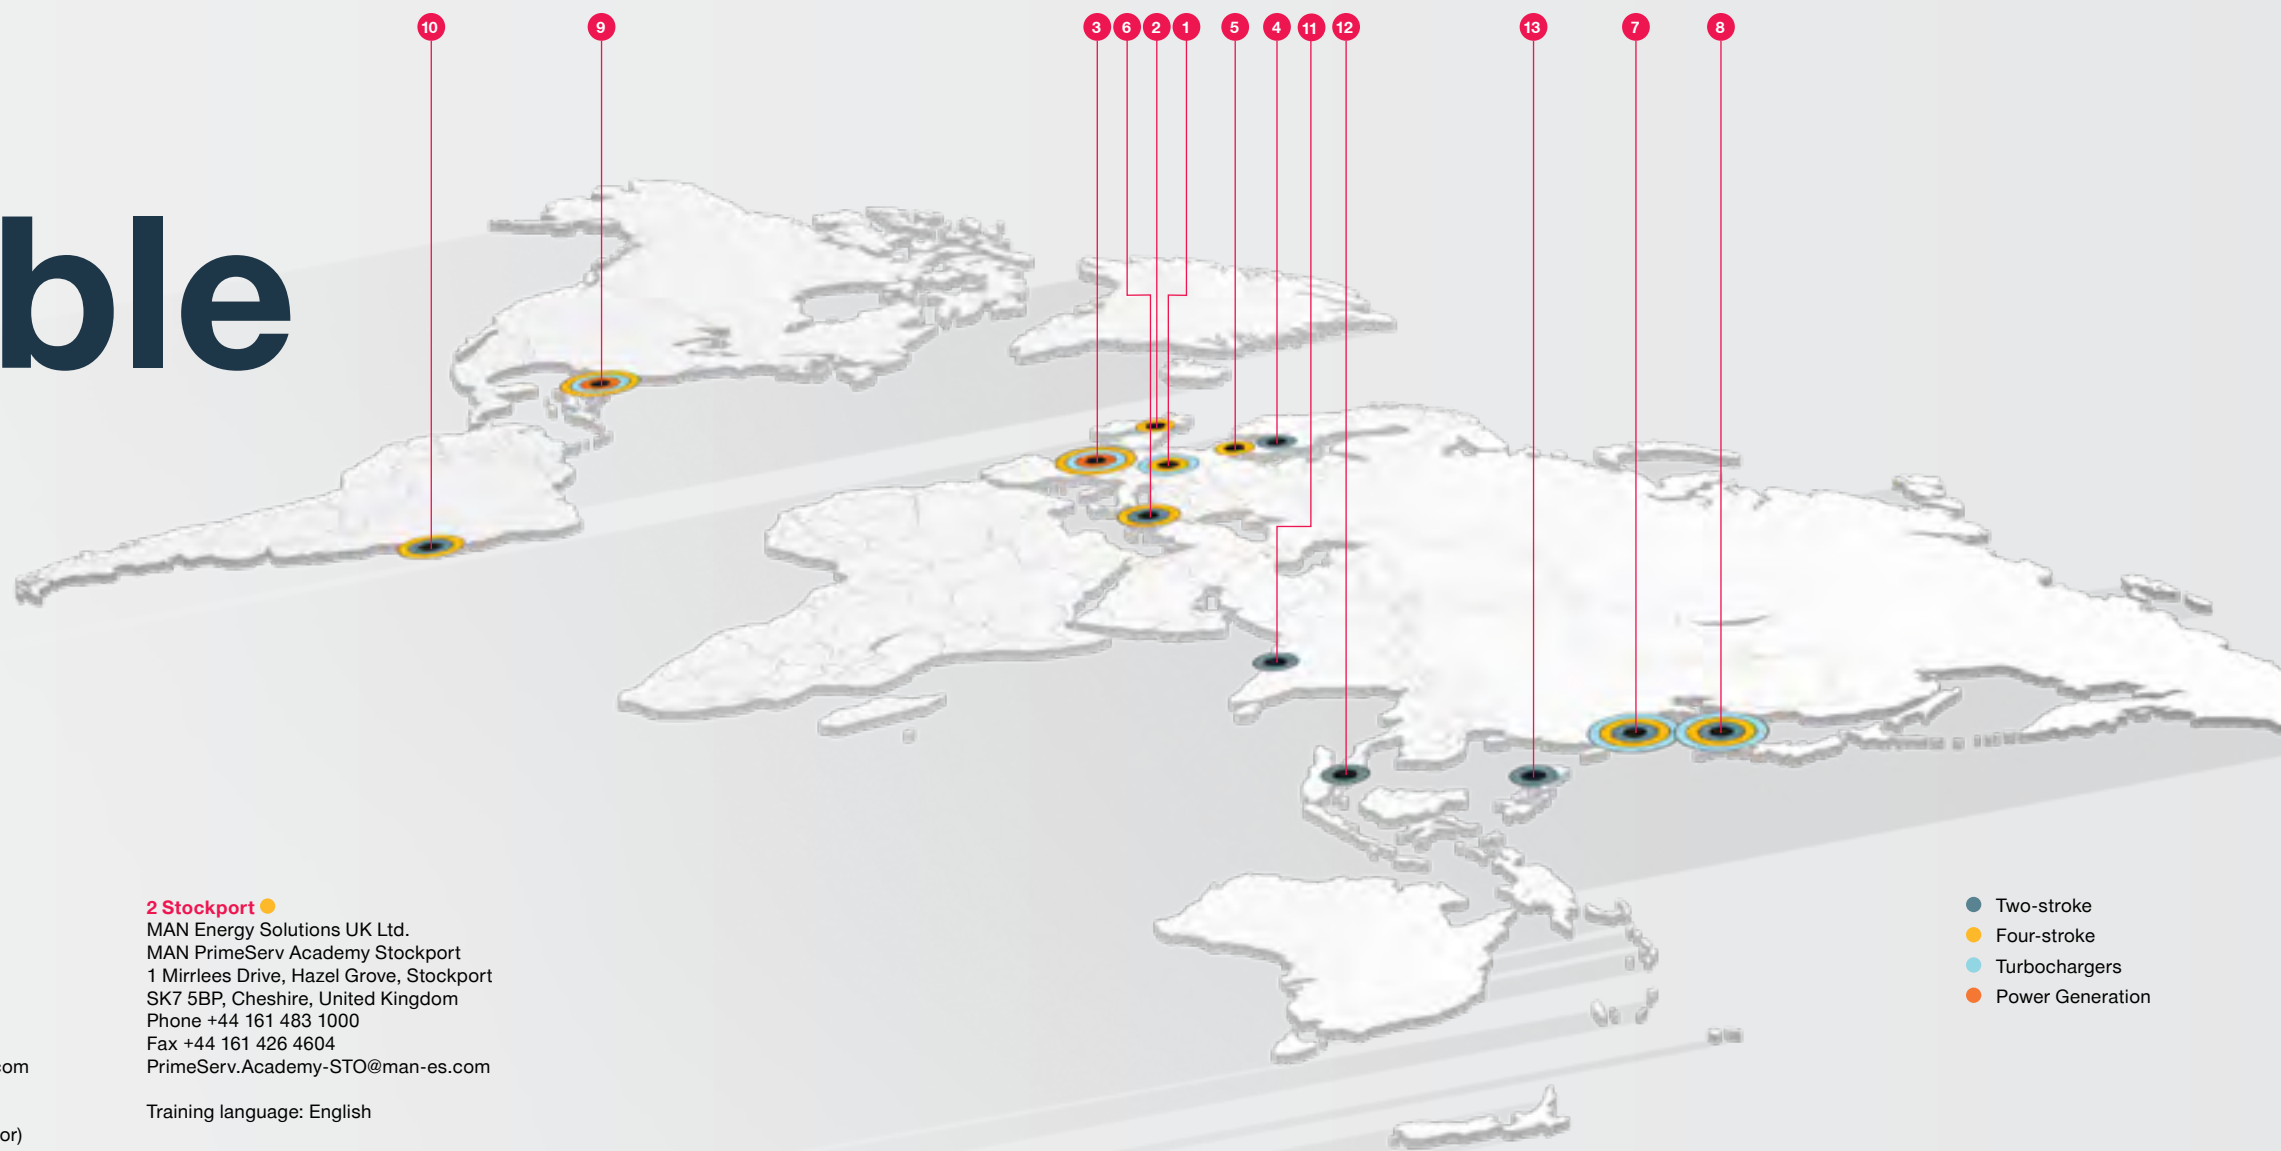 10 9 3 6 2 1 5 4 11 12 13 7 8
ble
2 Stockport
MAN Energy Solutions UK Ltd.
MAN PrimeServ Academy Stockport
1 Mirrlees Drive, Hazel Grove, Stockport
SK7 5BP, Cheshire, United Kingdom
Phone +44 161 483 1000
Fax +44 161 426 4604
PrimeServ.Academy-STO@man-es.com
Training language: English
com
or)
Two-stroke
Four-stroke
Turbochargers
Power Generation